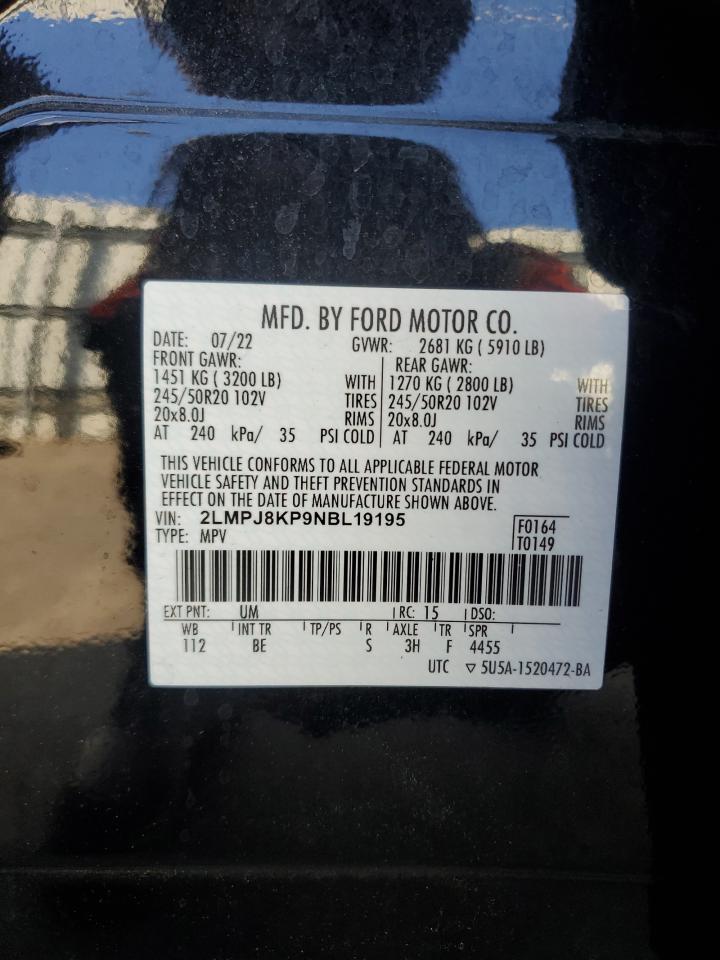 MFD. BY FORD MOTOR CO.
DATE: 07/22 GVWR: 2681 KG ( 5910 LB)
FRONT GAWR: REAR GAWR:
1451 KG ( 3200 LB) WITH 1270 KG ( 2800 LB) WITH
245/50R20 102V TIRES 245/50R20 102V TIRES
20x8.0J RIMS 20x8.0J RIMS
AT 240 kPa/ 35 PSI COLD AT 240 kPa/ 35 PSI COLD
THIS VEHICLE CONFORMS TO ALL APPLICABLE FEDERAL MOTOR
VEHICLE SAFETY AND THEFT PREVENTION STANDARDS IN
EFFECT ON THE DATE OF MANUFACTURE SHOWN ABOVE.
VIN: 2LMPJ8KP9NBL19195 F0164
TYPE: MPV T0149
EXT PNT: UM RC: 15 DSO:
WB INT TR TP/PS R AXLE TR SPR
112 BE S 3H F 4455
UTC ▽ 5U5A-1520472-BA